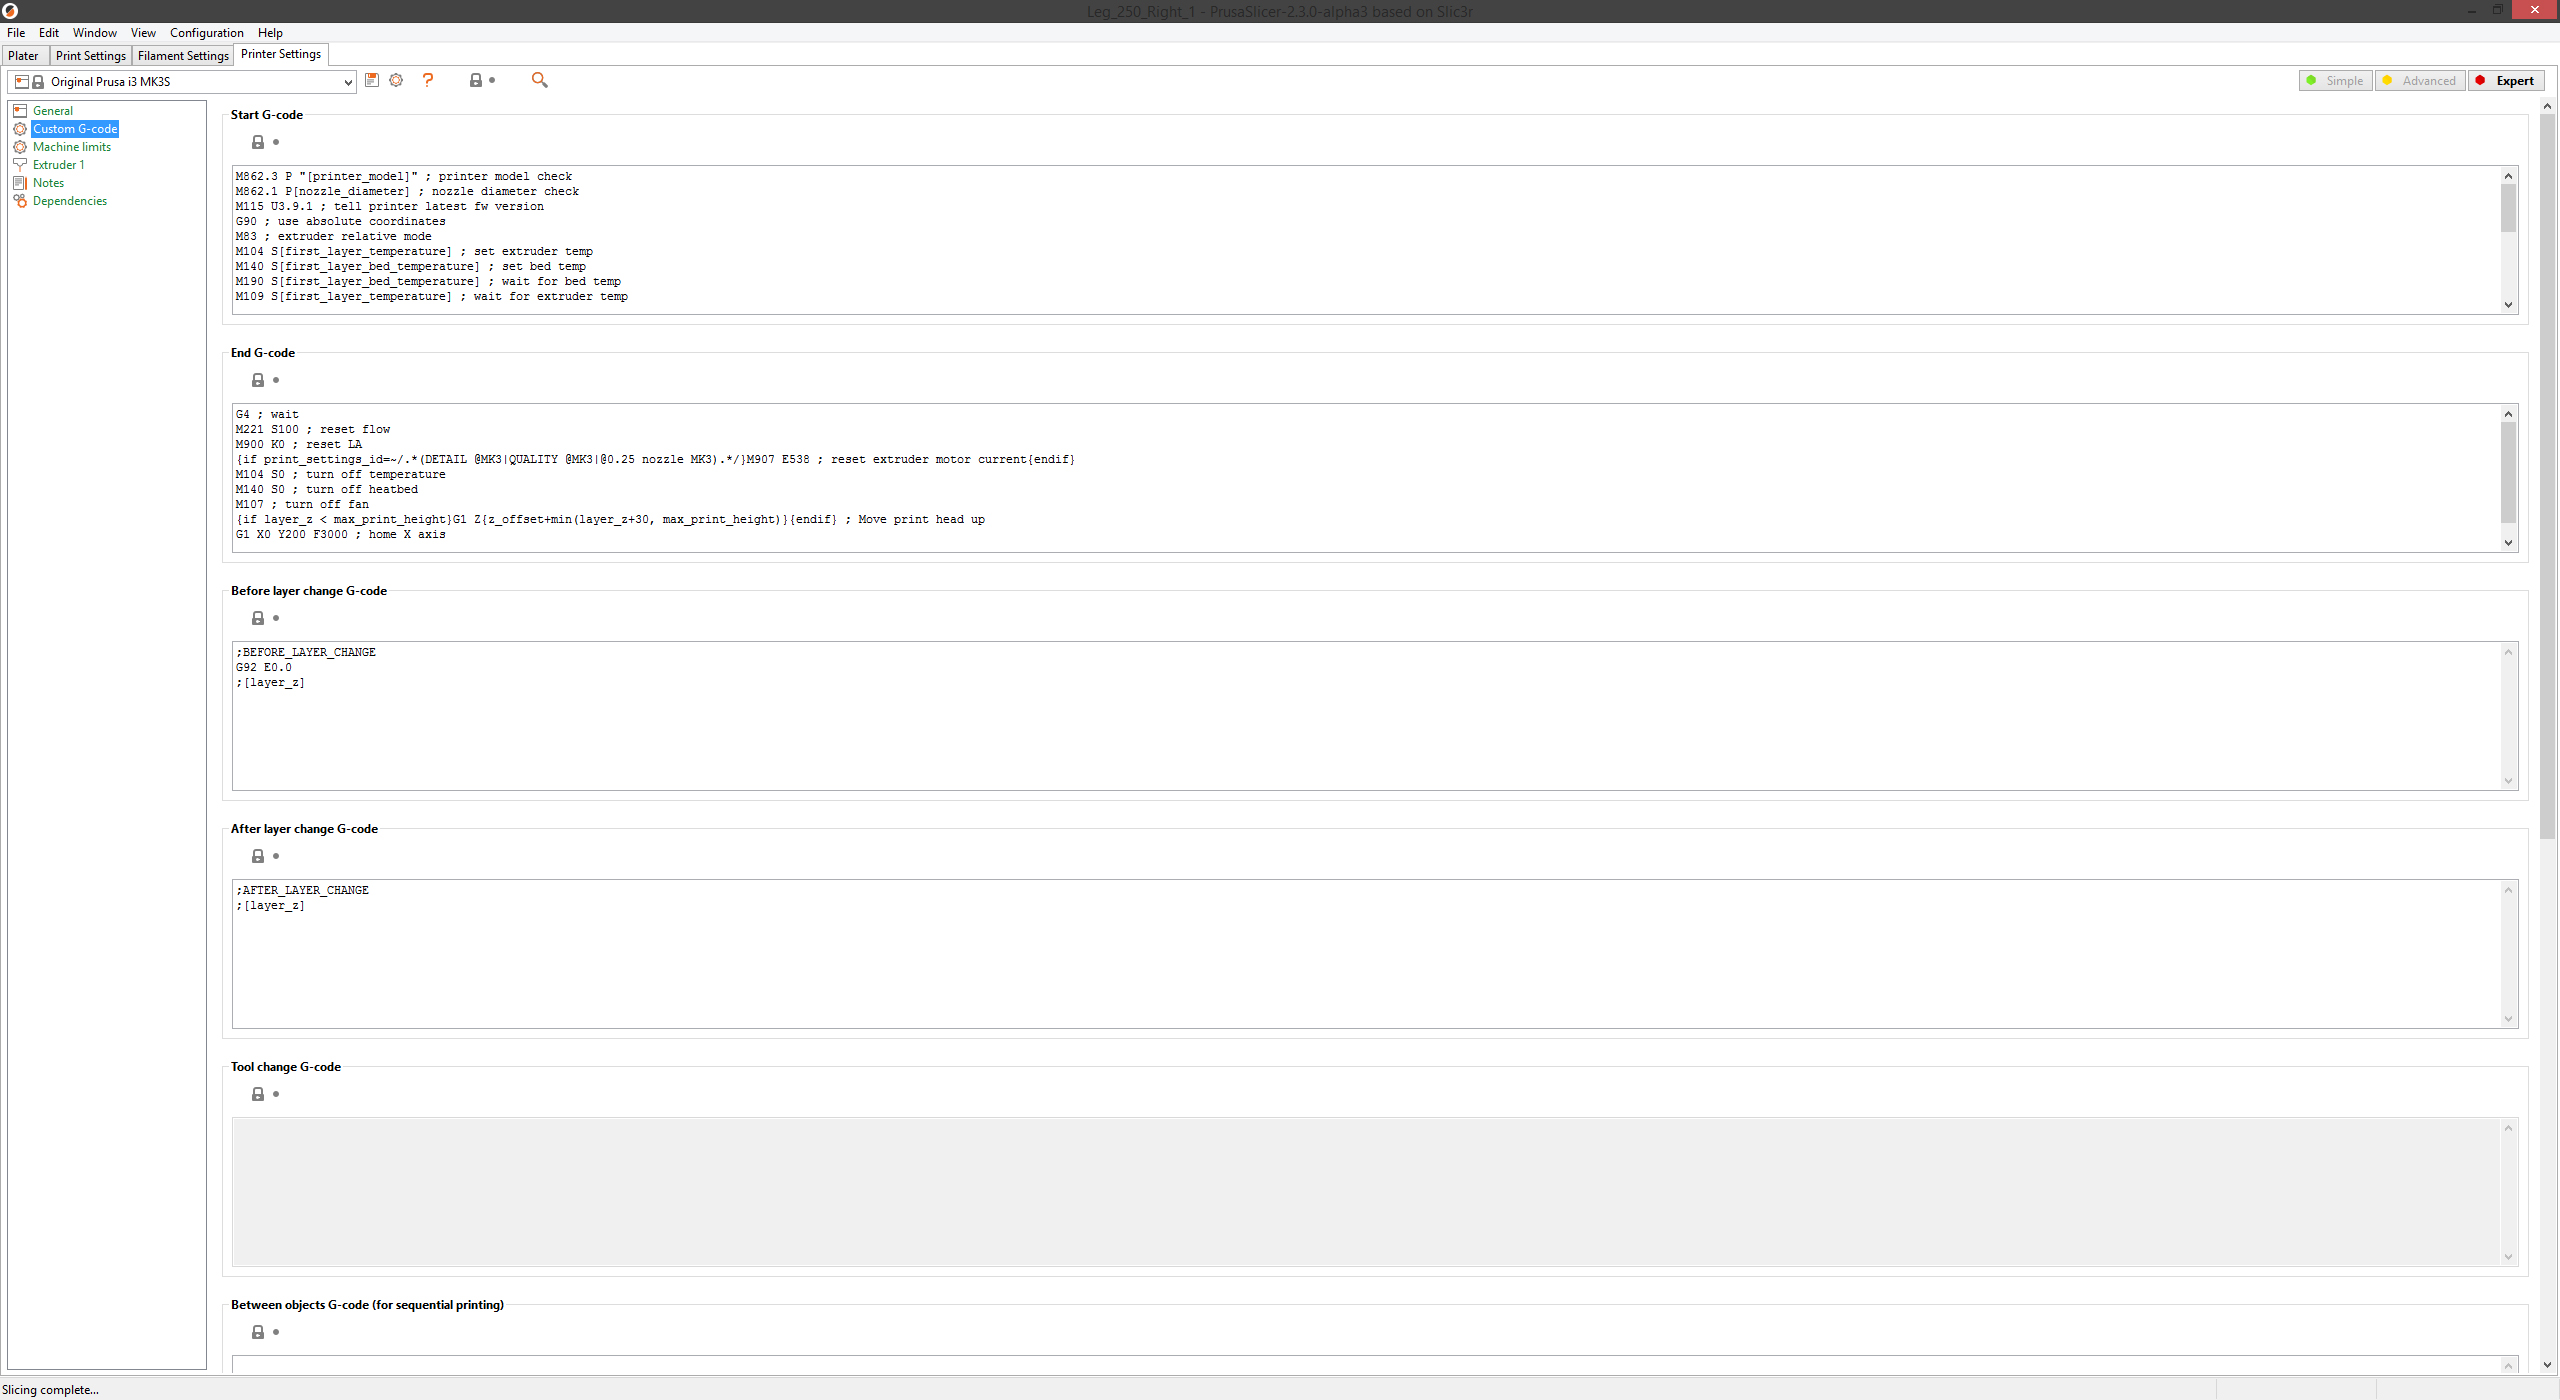 Leg_250_Right_1 - PrusaSlicer-2.3.0-alpha3 based on Slic3r
File Edit Window View Configuration Help
Plater Print Settings Filament Settings Printer Settings
Original Prusa i3 MK3S ? Simple Advanced Expert
General
Custom G-code
Machine limits
Extruder 1
Notes
Dependencies
Start G-code
M862.3 P "[printer_model]" ; printer model check
M862.1 P[nozzle_diameter] ; nozzle diameter check
M115 U3.9.1 ; tell printer latest fw version
G90 ; use absolute coordinates
M83 ; extruder relative mode
M104 S[first_layer_temperature] ; set extruder temp
M140 S[first_layer_bed_temperature] ; set bed temp
M190 S[first_layer_bed_temperature] ; wait for bed temp
M109 S[first_layer_temperature] ; wait for extruder temp
End G-code
G4 ; wait
M221 S100 ; reset flow
M900 K0 ; reset LA
{if print_settings_id=~/.*(DETAIL @MK3|QUALITY @MK3|@0.25 nozzle MK3).*/}M907 E538 ; reset extruder motor current{endif}
M104 S0 ; turn off temperature
M140 S0 ; turn off heatbed
M107 ; turn off fan
{if layer_z < max_print_height}G1 Z{z_offset+min(layer_z+30, max_print_height)}{endif} ; Move print head up
G1 X0 Y200 F3000 ; home X axis
Before layer change G-code
;BEFORE_LAYER_CHANGE
G92 E0.0
;[layer_z]
After layer change G-code
;AFTER_LAYER_CHANGE
;[layer_z]
Tool change G-code
Between objects G-code (for sequential printing)
Slicing complete...